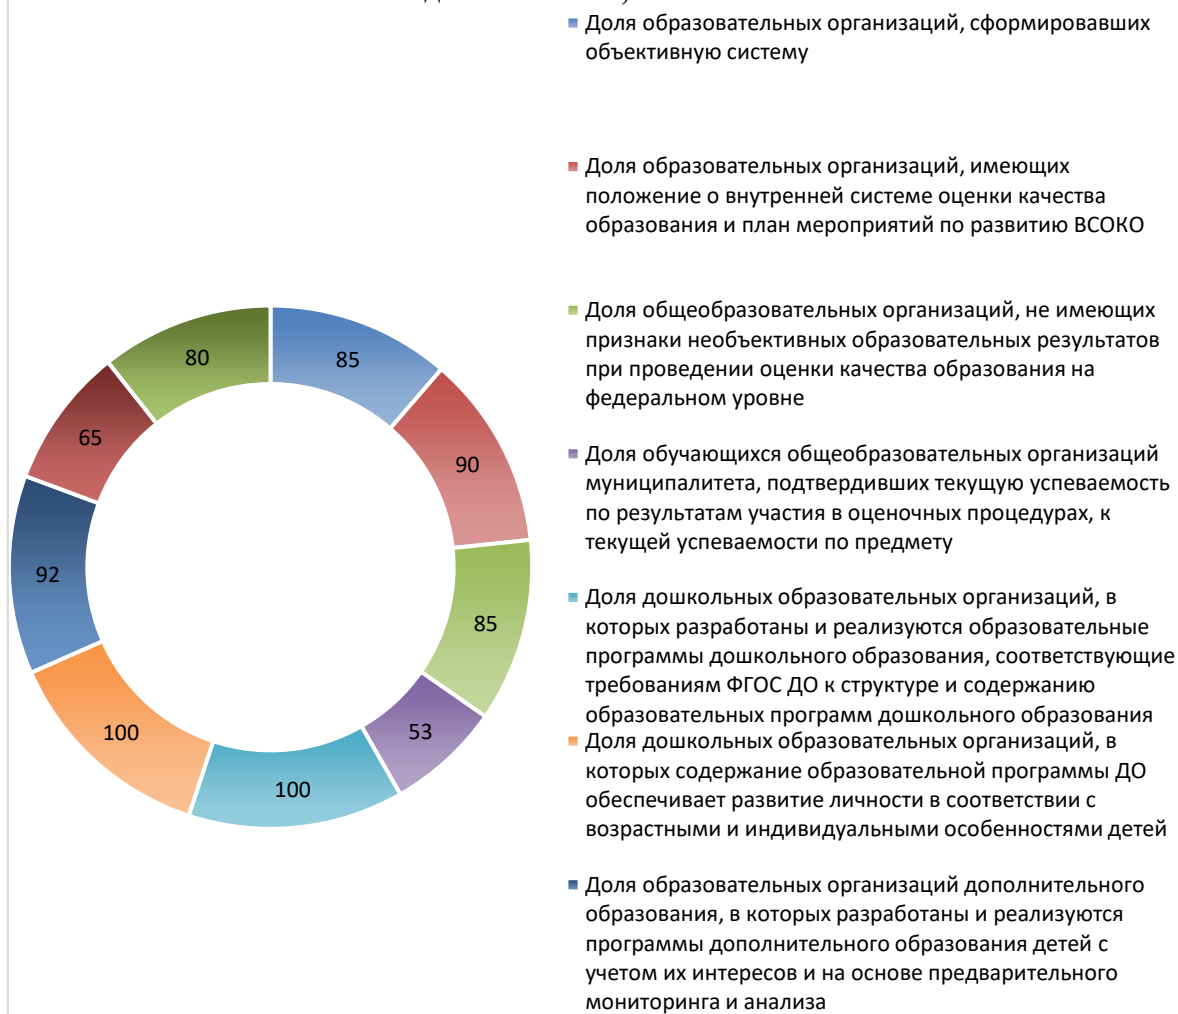 Доля образовательных организаций, сформировавших
объективную систему
Доля образовательных организаций, имеющих
положение о внутренней системе оценки качества
образования и план мероприятий по развитию ВСОКО
Доля общеобразовательных организаций, не имеющих
признаки необъективных образовательных результатов
при проведении оценки качества образования на
федеральном уровне
Доля обучающихся общеобразовательных организаций
муниципалитета, подтвердивших текущую успеваемость
по результатам участия в оценочных процедурах, к
текущей успеваемости по предмету
Доля дошкольных образовательных организаций, в
которых разработаны и реализуются образовательные
программы дошкольного образования, соответствующие
требованиям ФГОС ДО к структуре и содержанию
образовательных программ дошкольного образования
Доля дошкольных образовательных организаций, в
которых содержание образовательной программы ДО
обеспечивает развитие личности в соответствии с
возрастными и индивидуальными особенностями детей
Доля образовательных организаций дополнительного
образования, в которых разработаны и реализуются
программы дополнительного образования детей с
учетом их интересов и на основе предварительного
мониторинга и анализа
85
90
85
53
100
100
92
65
80